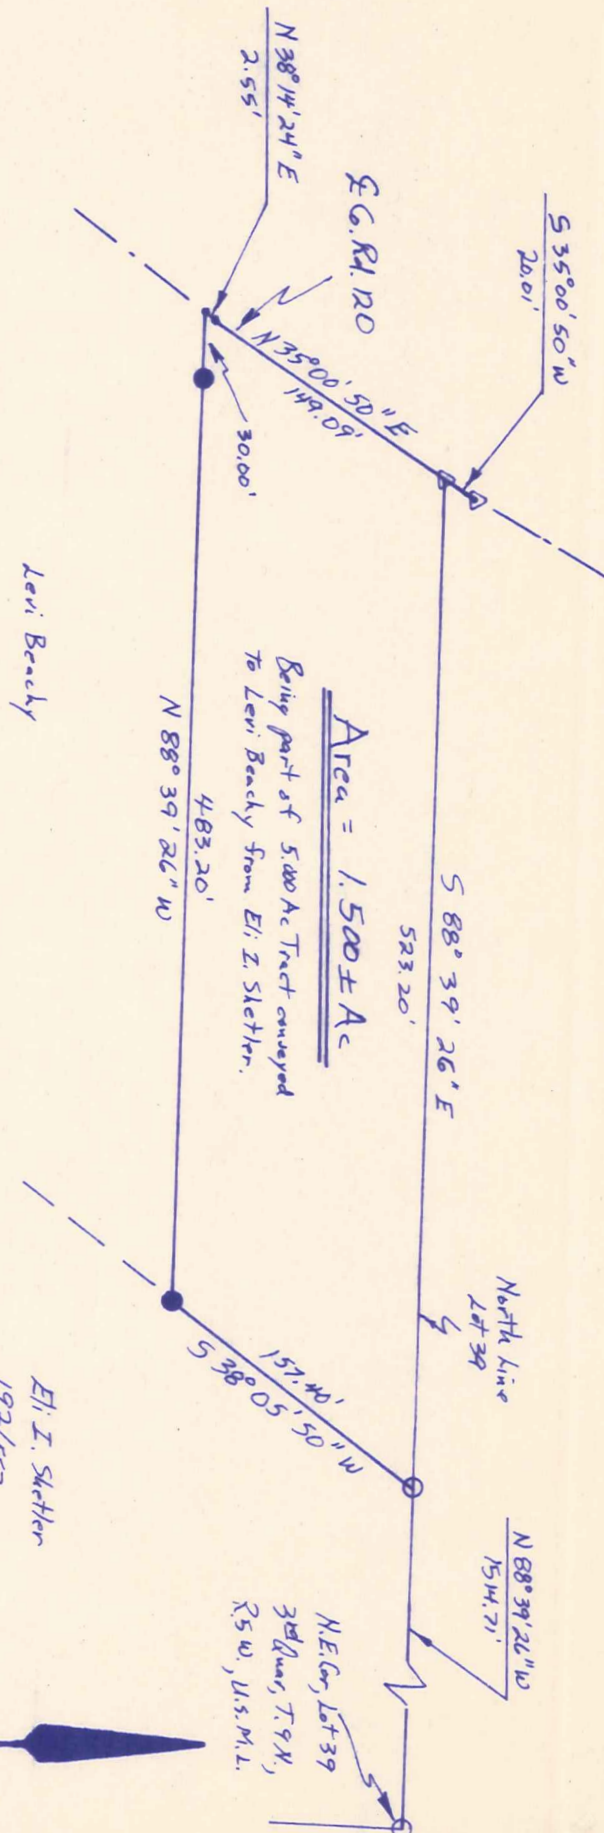 N 38° 14' 24" E
2.55'
S 35° 00' 50" W
20.01'
℄ Co. Rd. 120
N 35° 00' 50" E
149.09'
30.00'
Area = 1.500 ± Ac
Being part of 5.000 Ac Tract conveyed
to Levi Beachy from Eli I. Shetler.
S 88° 39' 26" E
523.20'
483.20'
N 88° 39' 26" W
Levi Beachy
North Line
Lot 39
157.40'
S 38° 05' 50" W
N 88° 39' 26" W
1514.71'
N.E. Cor, Lot 39
3rd Quar, T.9N.,
R.5W., U.S.M.L.
Eli I. Shetler